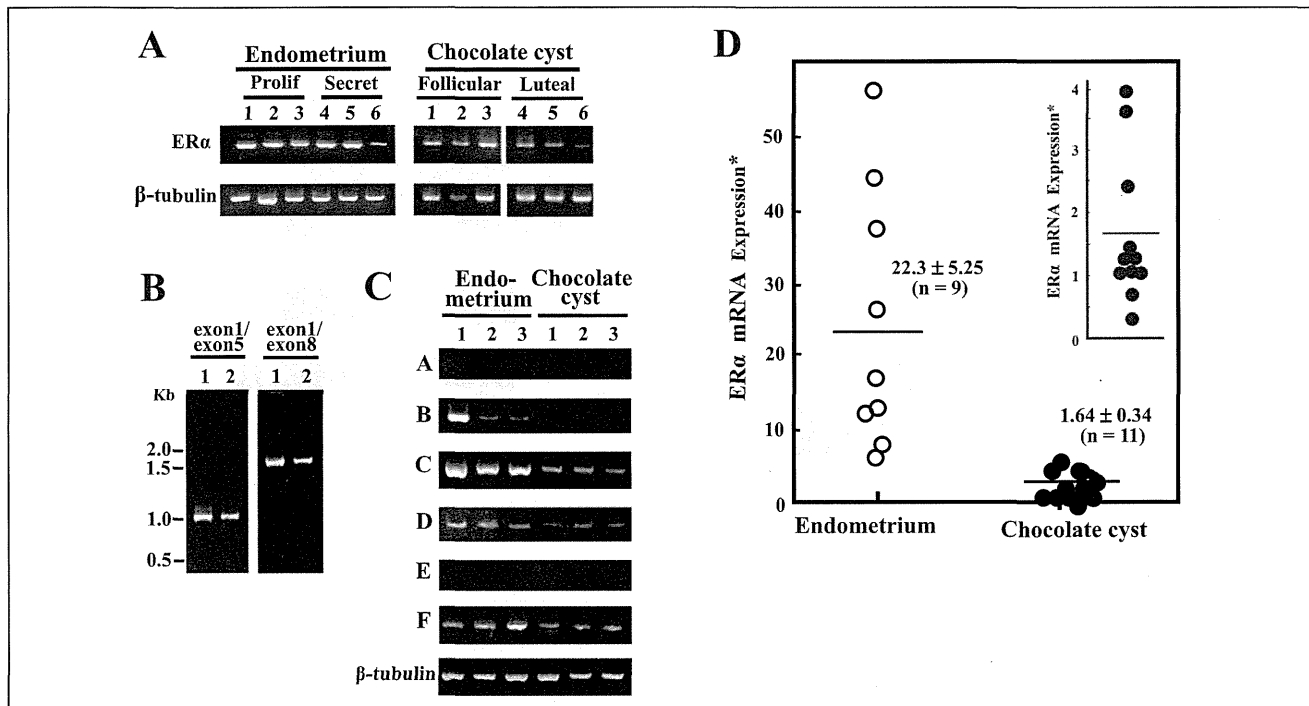 A
Endometrium
Chocolate cyst
Prolif Secret
Follicular Luteal
1 2 3 4 5 6
1 2 3 4 5 6
ERα
β-tubulin
B
exon1/ exon1/
exon5 exon8
1 2 1 2
Kb
2.0
1.5
1.0
0.5
C
Endo- Chocolate
metrium cyst
1 2 3 1 2 3
A
B
C
D
E
F
β-tubulin
D
ERα mRNA Expression*
50
40
30
20
10
0
22.3 ± 5.25
(n = 9)
ERα mRNA Expression*
4
3
2
1
0
1.64 ± 0.34
(n = 11)
Endometrium
Chocolate cyst